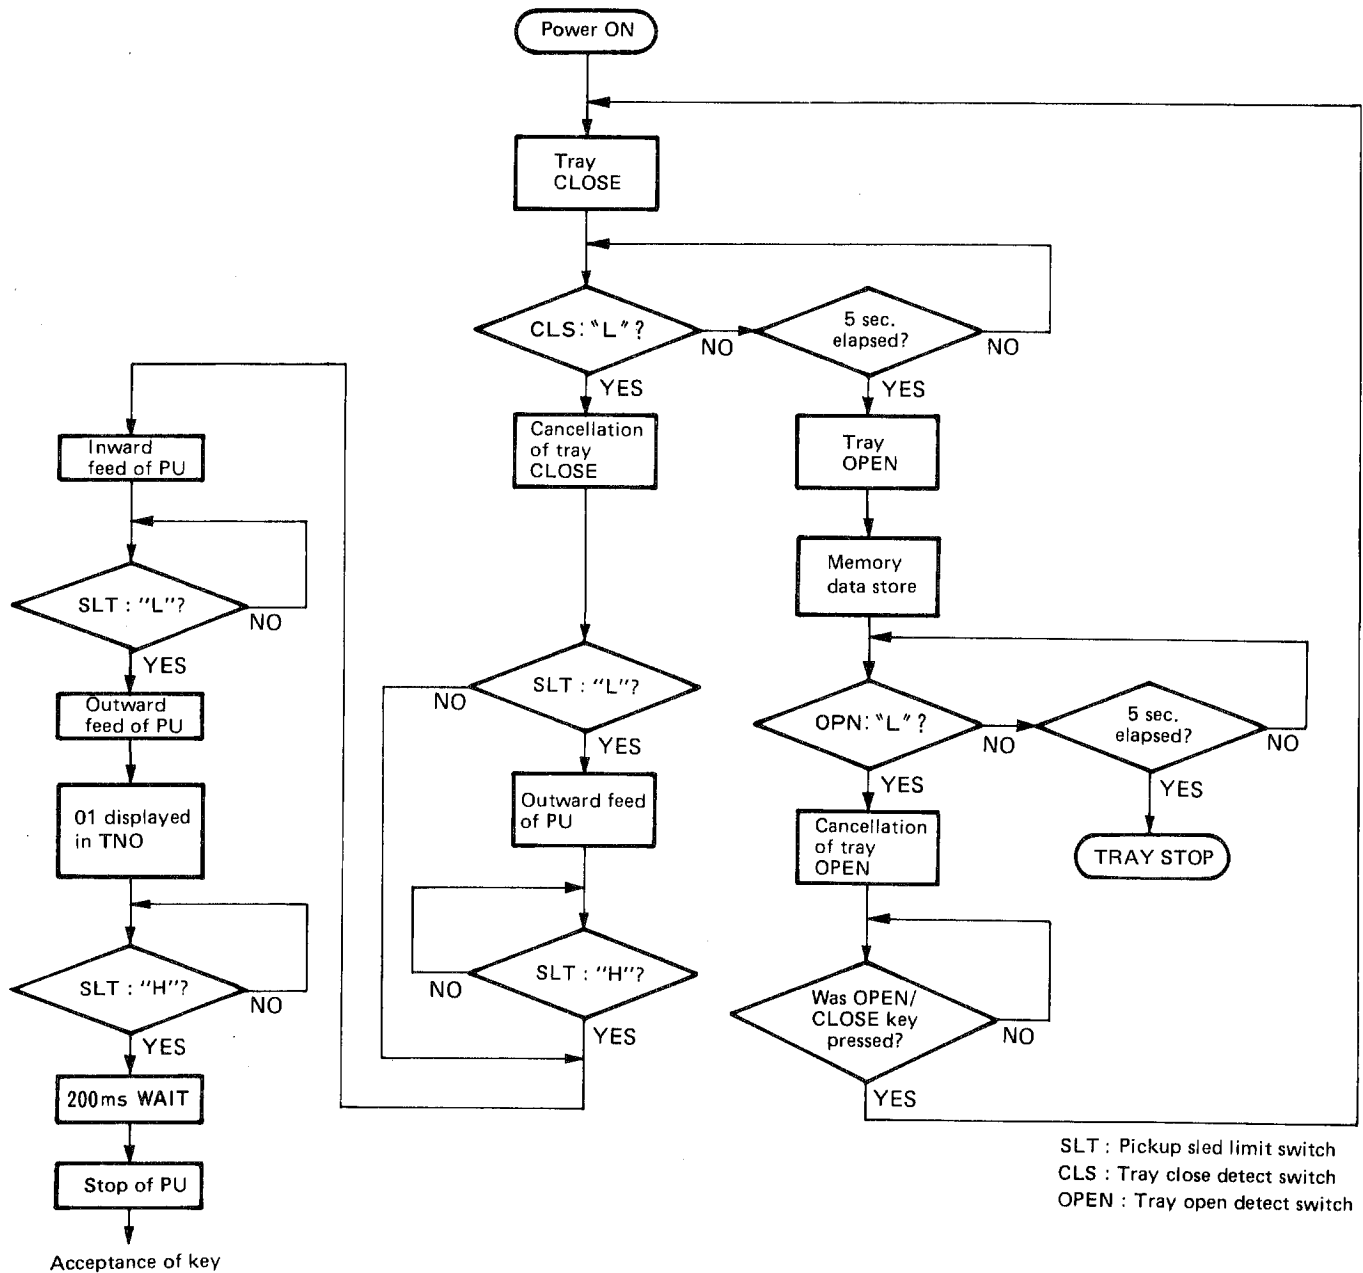 Power ON
Tray
CLOSE
CLS: "L" ?
NO
YES
5 sec.
elapsed?
NO
YES
Cancellation
of tray
CLOSE
Tray
OPEN
Memory
data store
SLT : "L"?
NO
YES
Outward feed
of PU
SLT : "H"?
NO
YES
OPN: "L" ?
NO
YES
5 sec.
elapsed?
NO
YES
TRAY STOP
Cancellation
of tray
OPEN
Was OPEN/
CLOSE key
pressed?
NO
YES
Inward
feed of PU
SLT : "L"?
NO
YES
Outward
feed of PU
01 displayed
in TNO
SLT : "H"?
NO
YES
200ms WAIT
Stop of PU
Acceptance of key
SLT : Pickup sled limit switch
CLS : Tray close detect switch
OPEN : Tray open detect switch